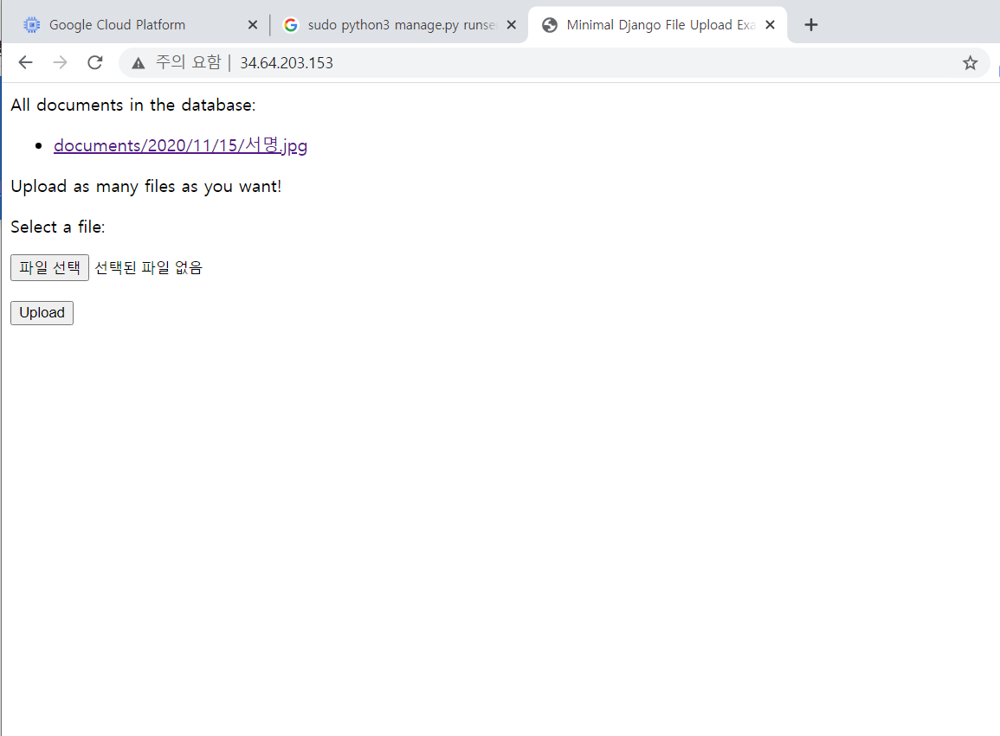 Google Cloud Platform
sudo python3 manage.py runse
Minimal Django File Upload Exa
주의 요함 | 34.64.203.153
All documents in the database:
documents/2020/11/15/서명.jpg
Upload as many files as you want!
Select a file:
파일 선택 선택된 파일 없음
Upload